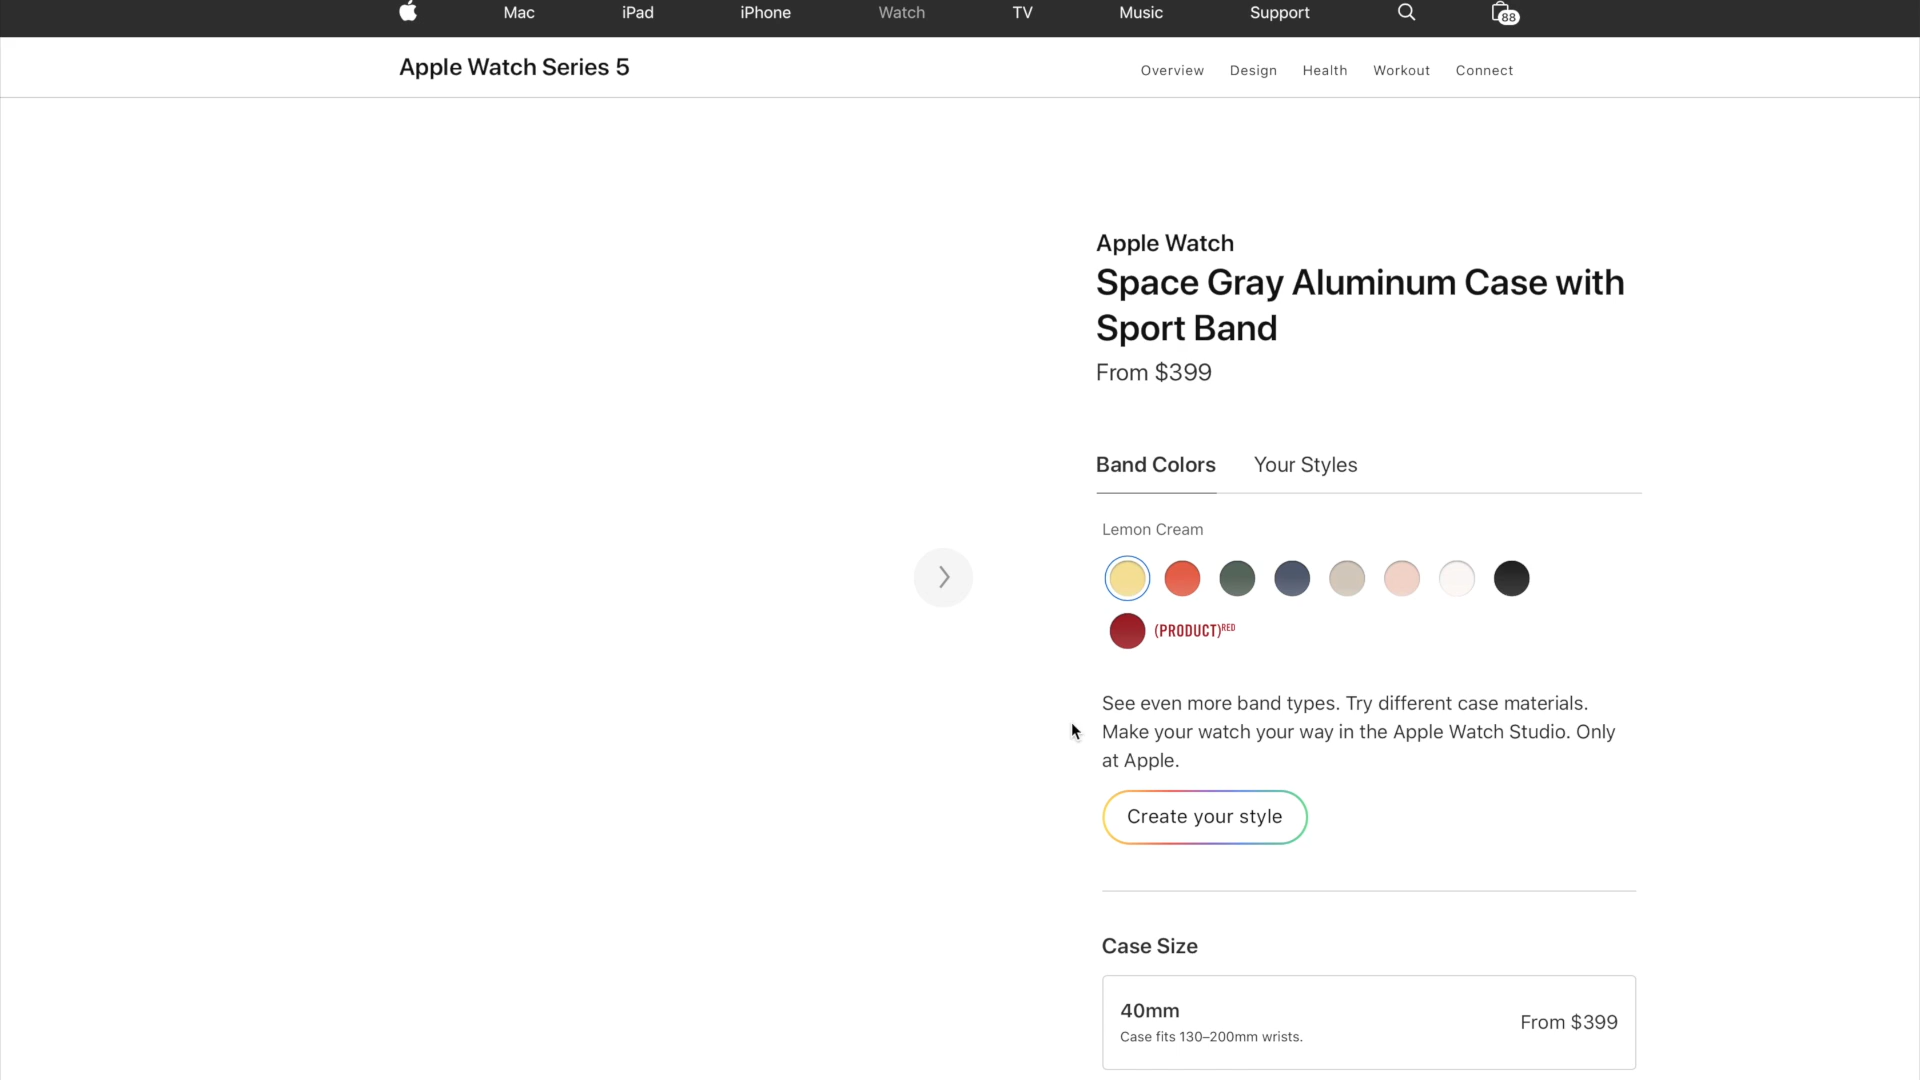 Mac iPad iPhone Watch TV Music Support 88
Apple Watch Series 5
Overview Design Health Workout Connect
Apple Watch
Space Gray Aluminum Case with
Sport Band
From $399
Band Colors Your Styles
Lemon Cream
(PRODUCT)RED
See even more band types. Try different case materials.
Make your watch your way in the Apple Watch Studio. Only
at Apple.
Create your style
Case Size
40mm
Case fits 130–200mm wrists.
From $399